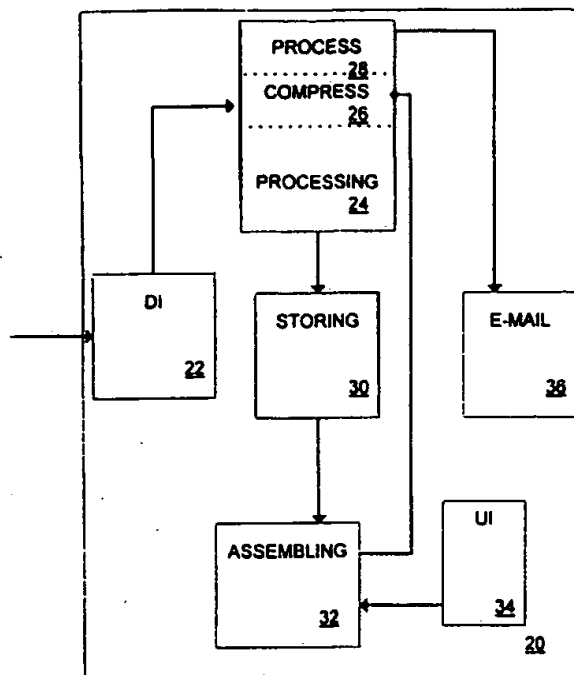 PROCESS
28
COMPRESS
26
PROCESSING
24
DI
22
STORING
30
E-MAIL
36
ASSEMBLING
32
UI
34
20